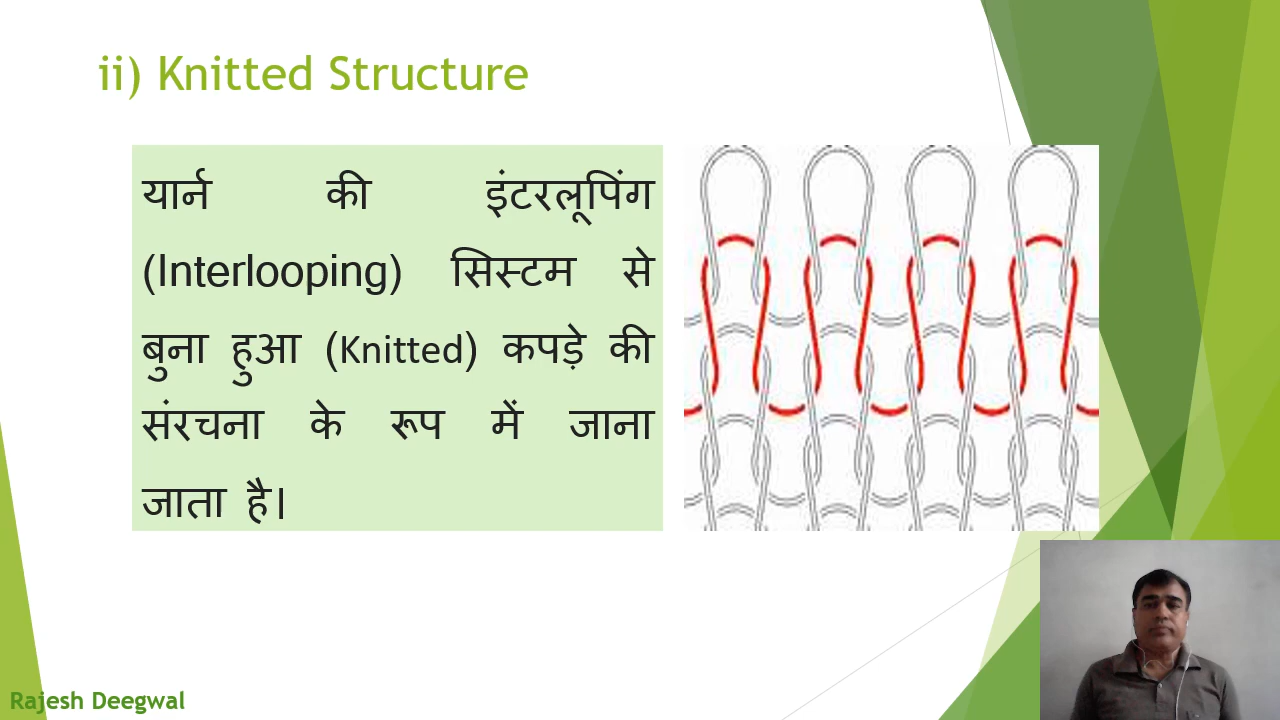 ii) Knitted Structure
यार्न की इंटरलूपिंग
(Interlooping) सिस्टम से
बुना हुआ (Knitted) कपड़े की
संरचना के रूप में जाना
जाता है।
Rajesh Deegwal